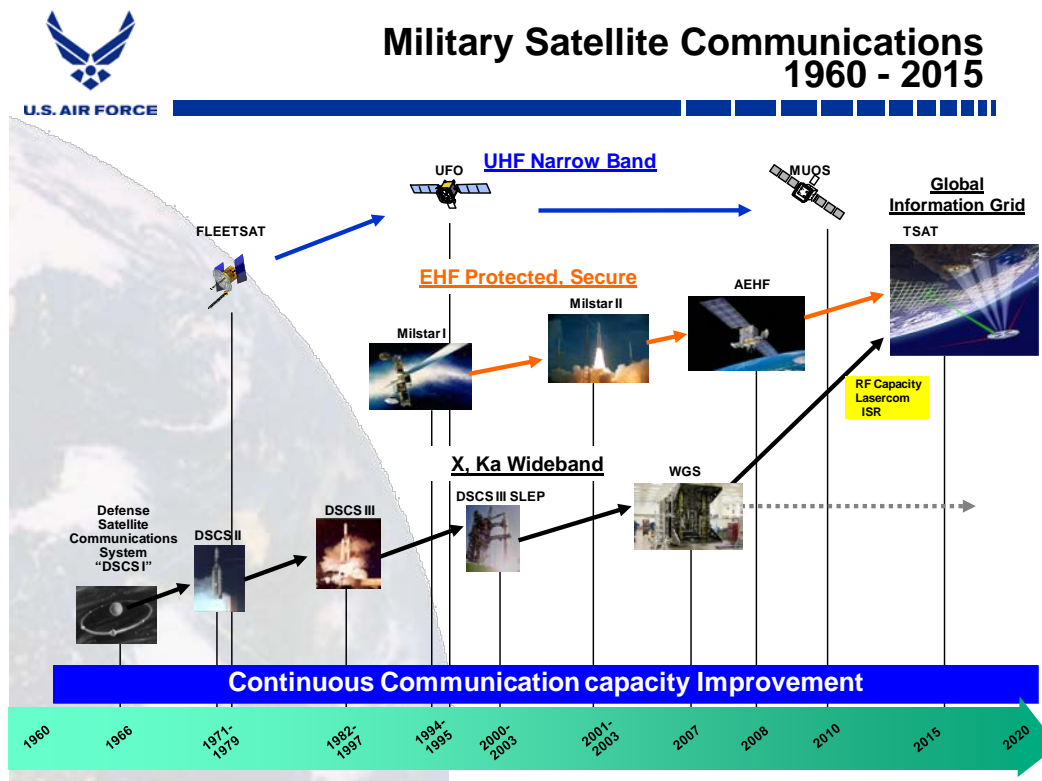 Military Satellite Communications
1960 - 2015
U.S. AIR FORCE
UHF Narrow Band
UFO
MUOS
Global
Information Grid
TSAT
FLEETSAT
EHF Protected, Secure
AEHF
Milstar II
Milstar I
RF Capacity
Lasercom
ISR
X, Ka Wideband
WGS
DSCS III SLEP
DSCS III
Defense
Satellite
Communications
System
“DSCS I”
DSCS II
Continuous Communication capacity Improvement
1960
1966
1971-
1979
1982-
1997
1994-
1995
2000-
2003
2001-
2003
2007
2008
2010
2015
2020